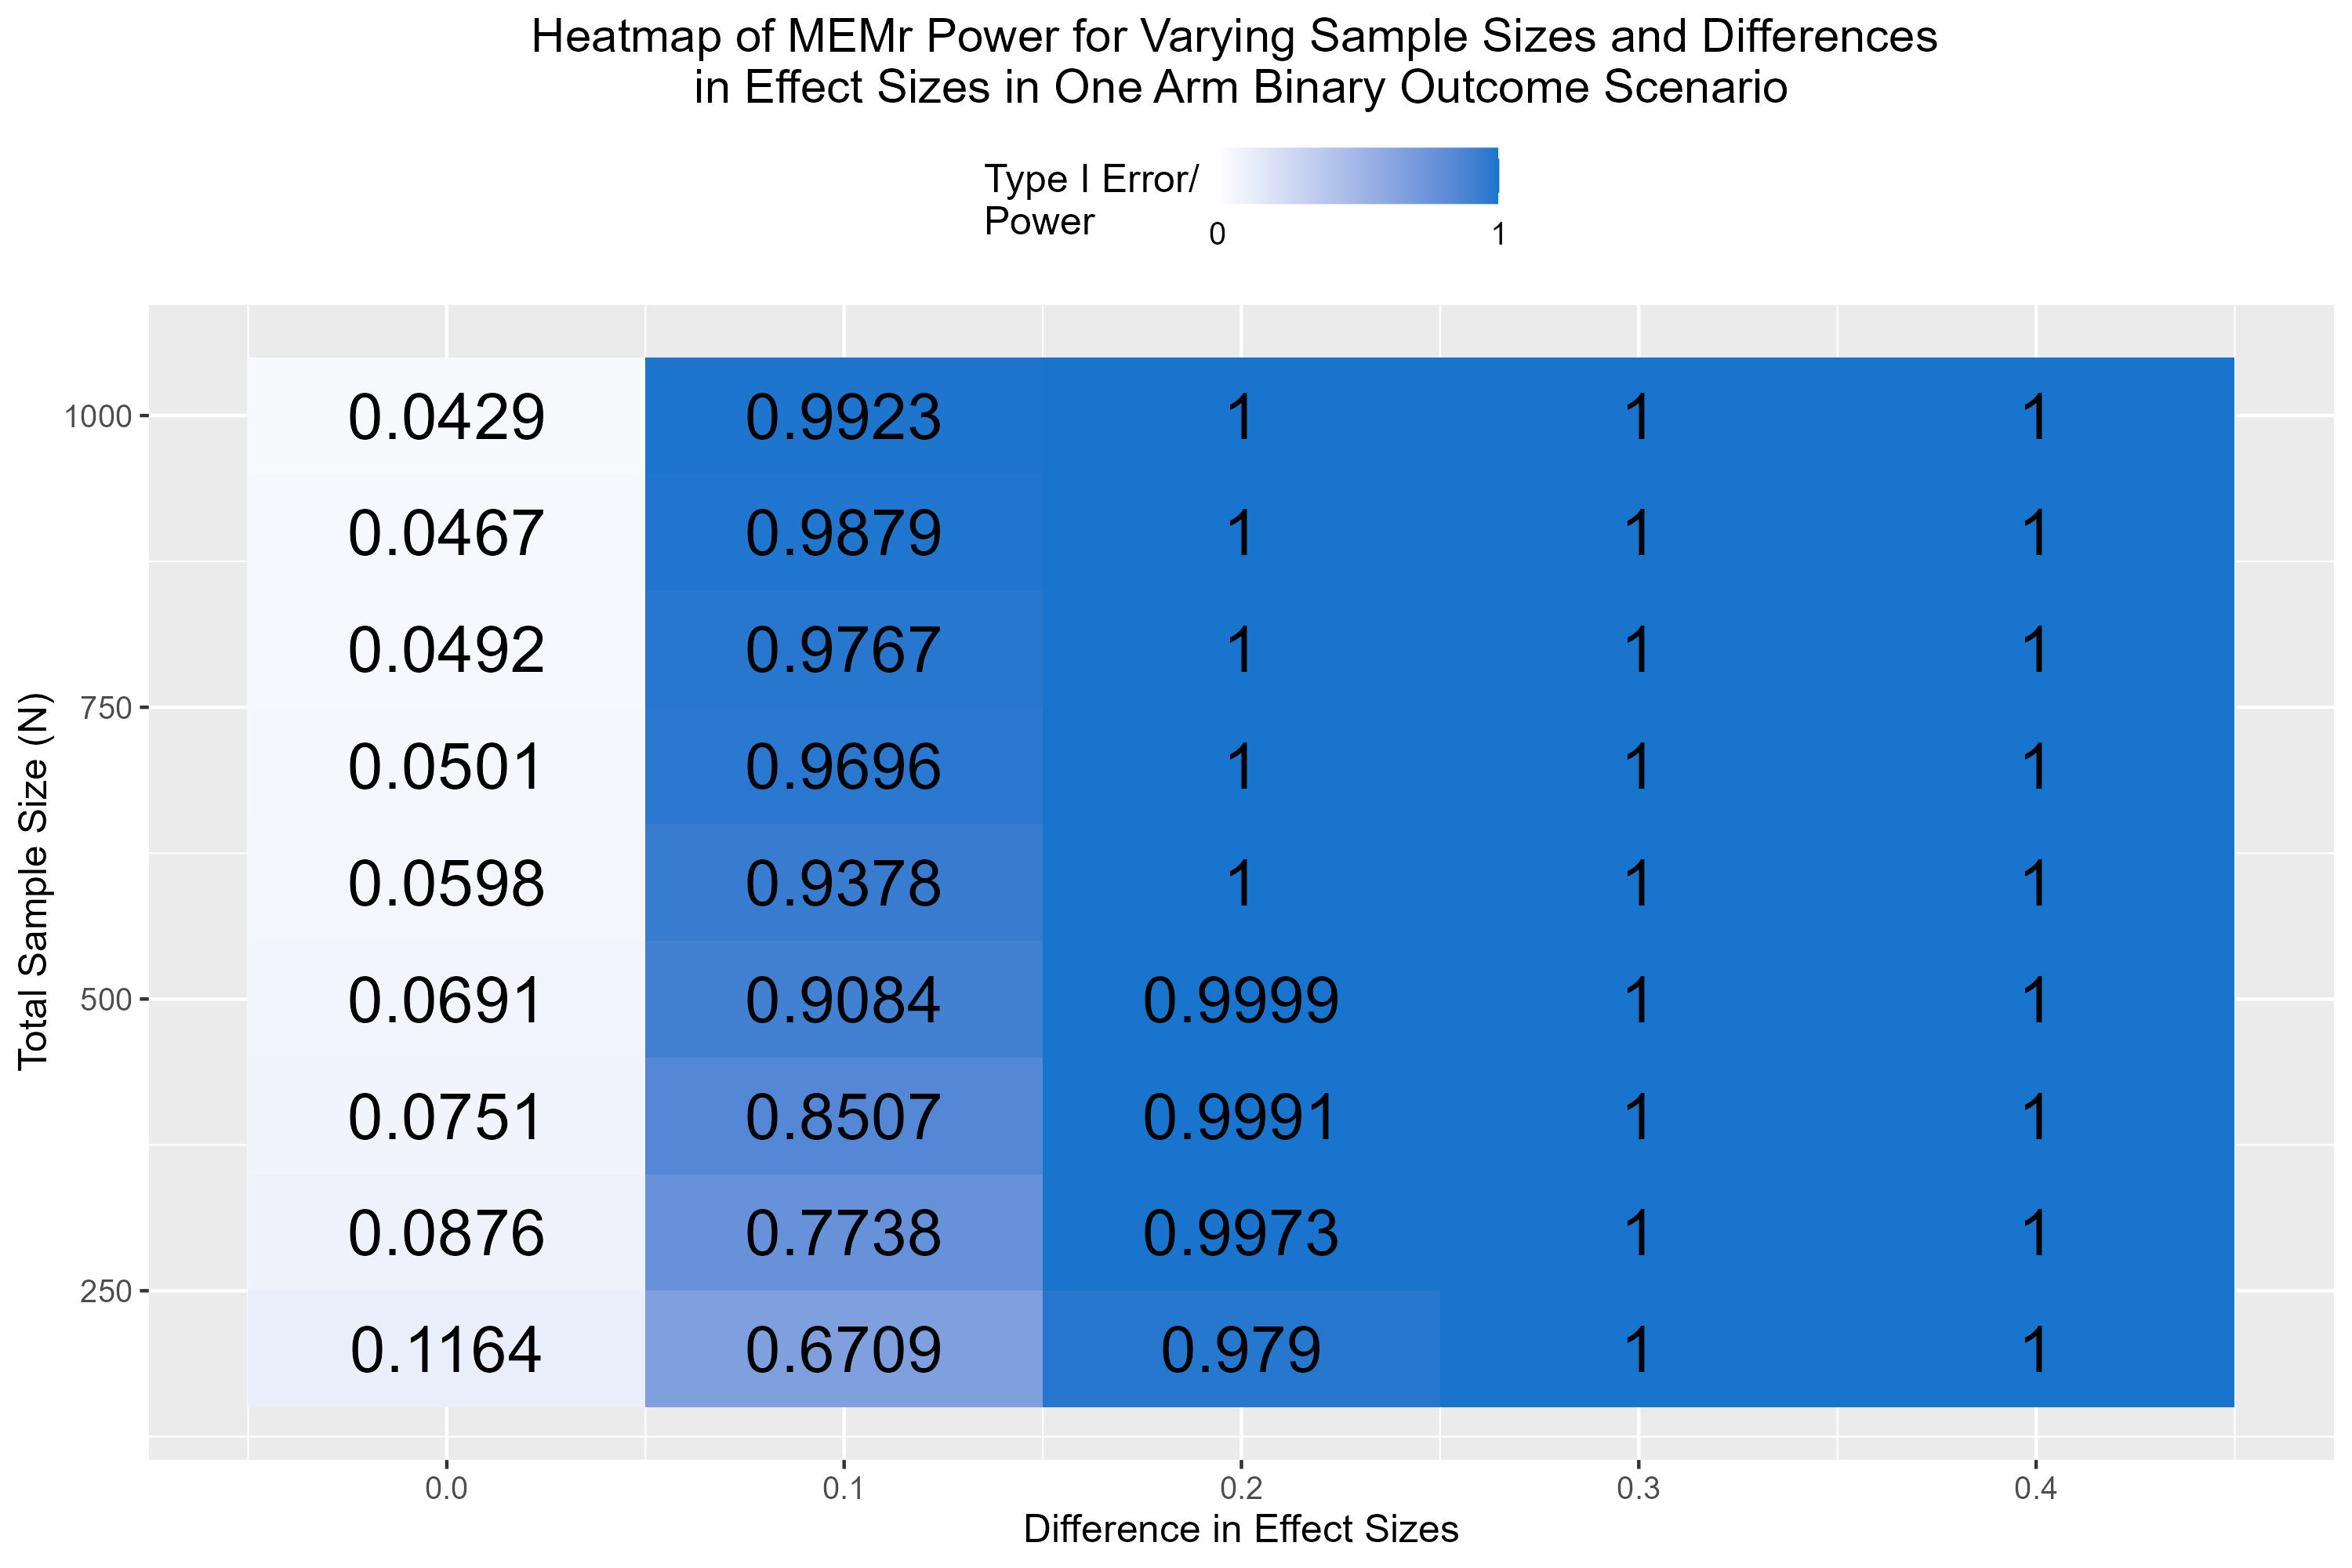 Heatmap of MEMr Power for Varying Sample Sizes and Differences
in Effect Sizes in One Arm Binary Outcome Scenario
Type I Error/
Power
0 1
1000 0.0429 0.9923 1 1 1
0.0467 0.9879 1 1 1
0.0492 0.9767 1 1 1
750
0.0501 0.9696 1 1 1
0.0598 0.9378 1 1 1
500 0.0691 0.9084 0.9999 1 1
0.0751 0.8507 0.9991 1 1
0.0876 0.7738 0.9973 1 1
250
0.1164 0.6709 0.979 1 1
0.0 0.1 0.2 0.3 0.4
Difference in Effect Sizes
Total Sample Size (N)